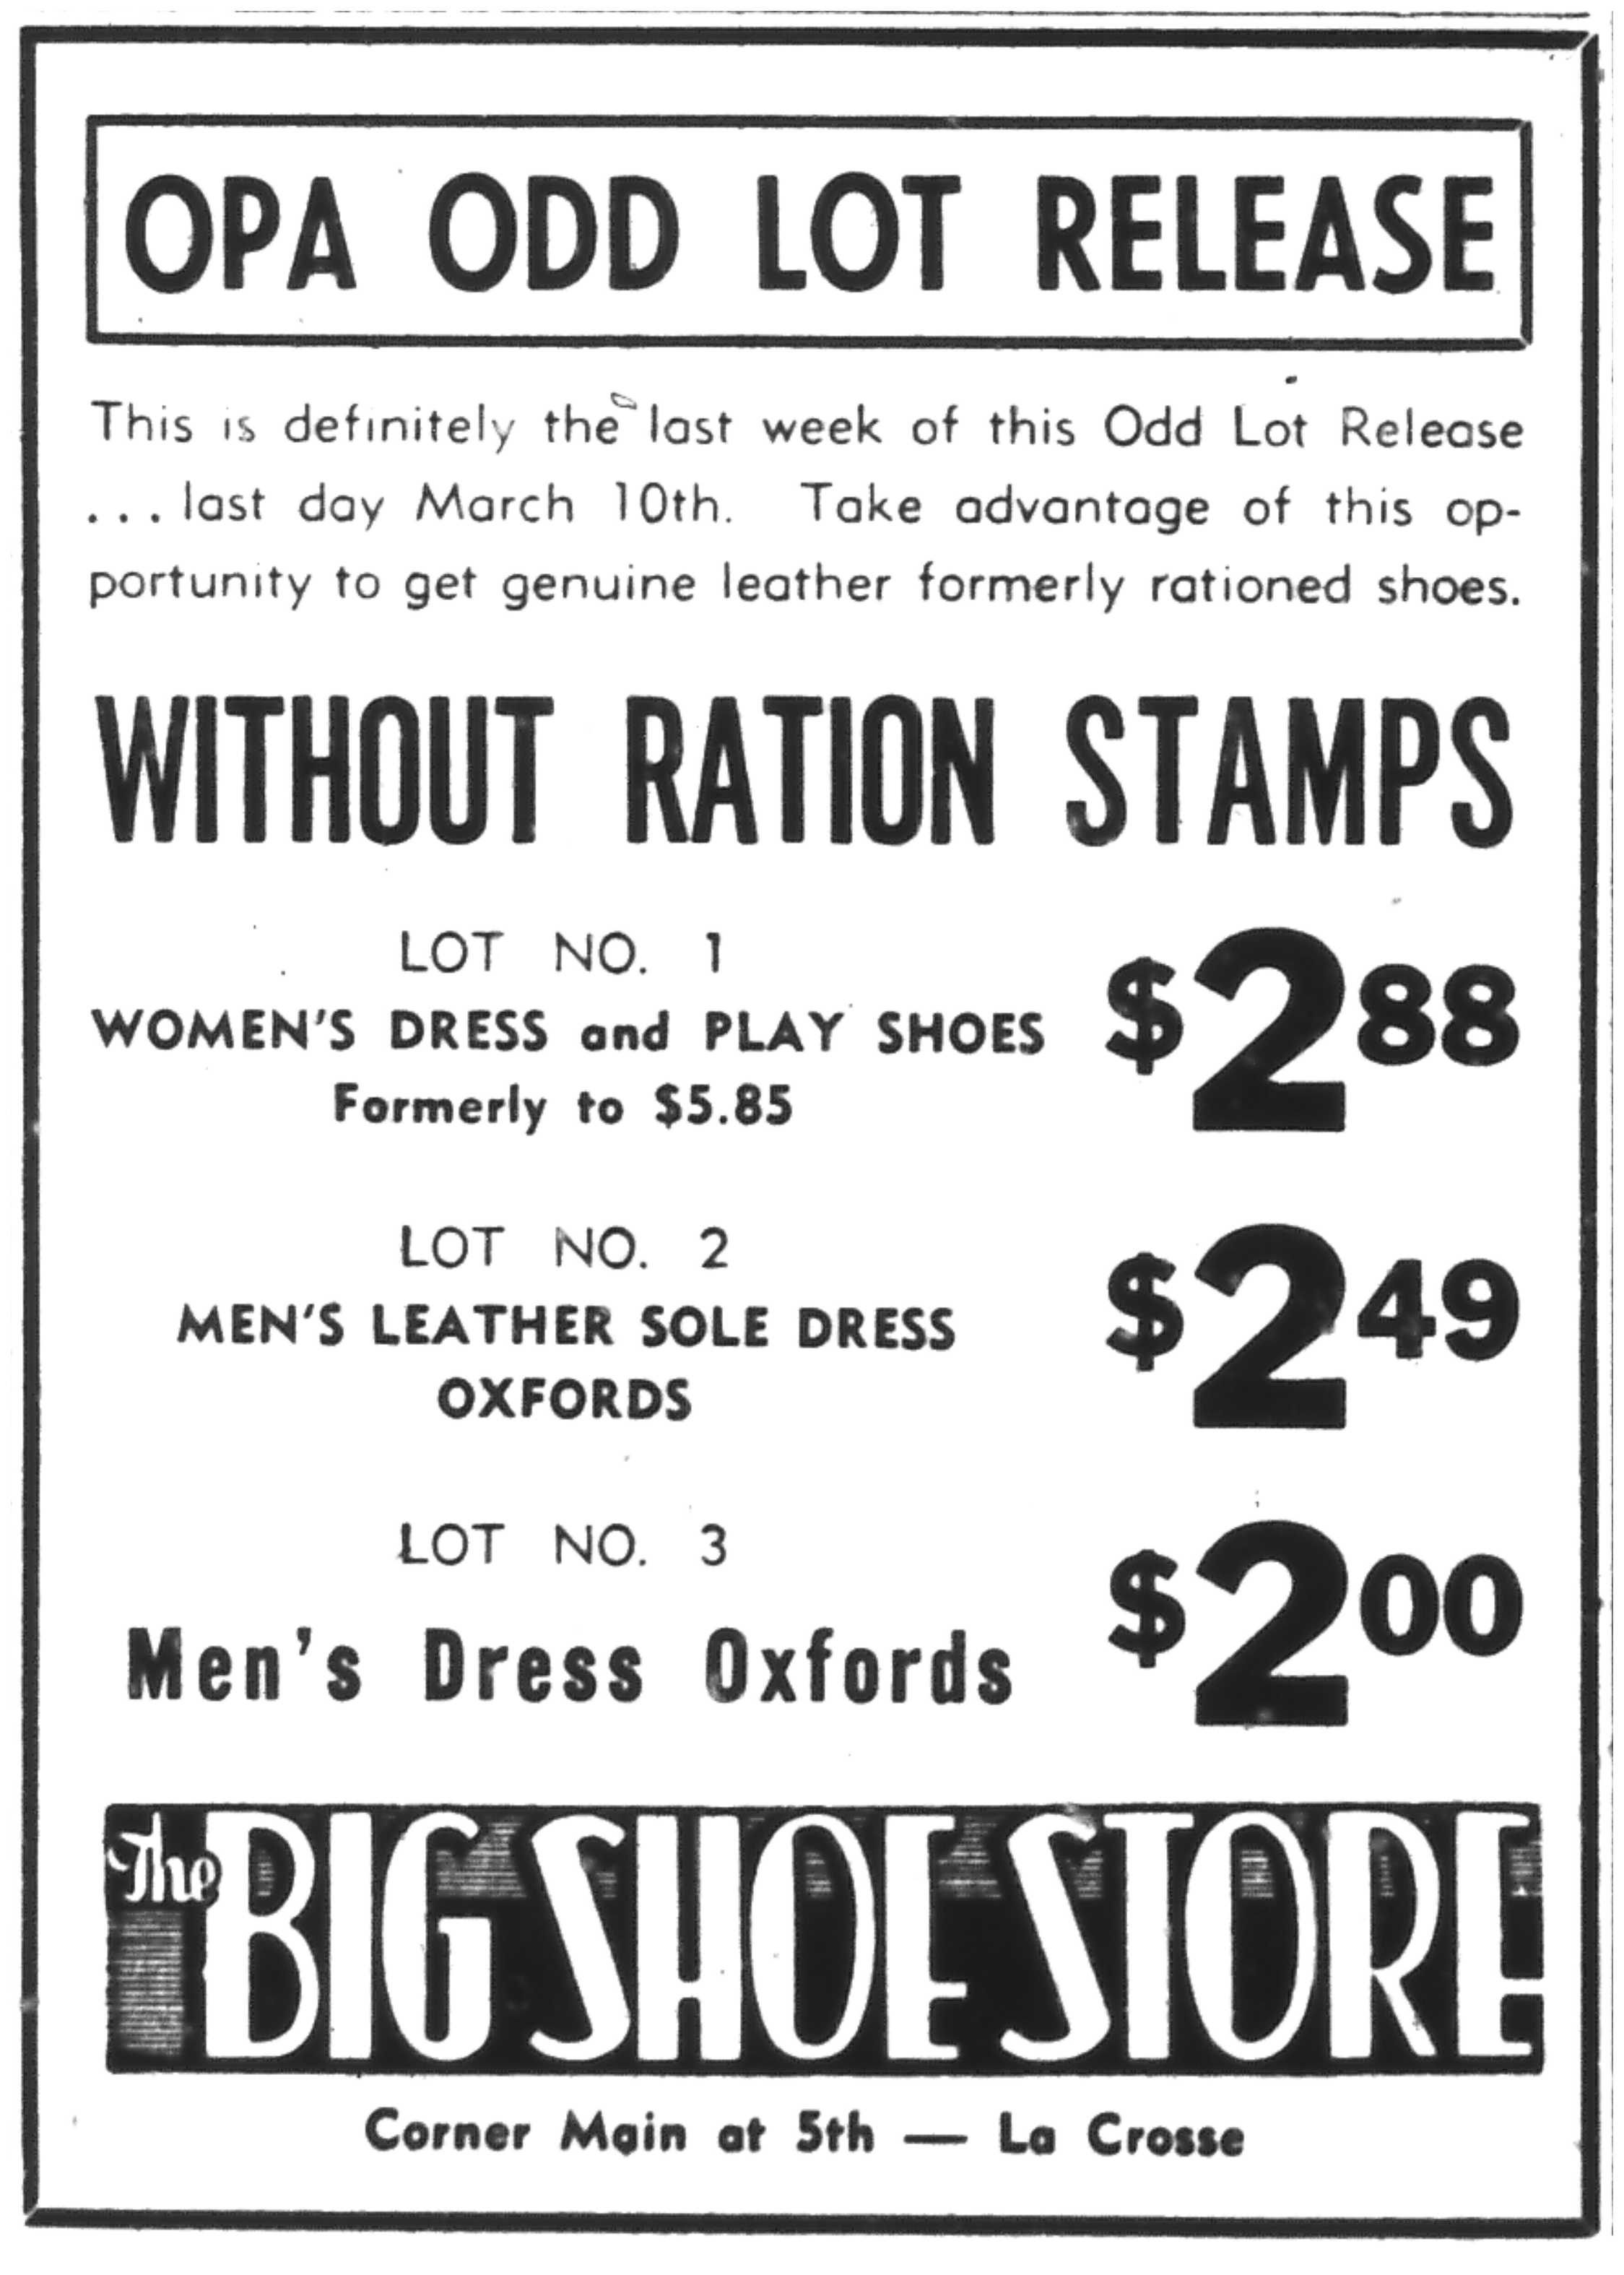 OPA ODD LOT RELEASE
This is definitely the last week of this Odd Lot Release
...last day March 10th. Take advantage of this op-
portunity to get genuine leather formerly rationed shoes.
WITHOUT RATION STAMPS
LOT NO. 1
WOMEN'S DRESS and PLAY SHOES
Formerly to $5.85
$2 88
LOT NO. 2
MEN'S LEATHER SOLE DRESS
OXFORDS
$2 49
LOT NO. 3
Men's Dress Oxfords
$2 00
The BIG SHOE STORE
Corner Main at 5th — La Crosse